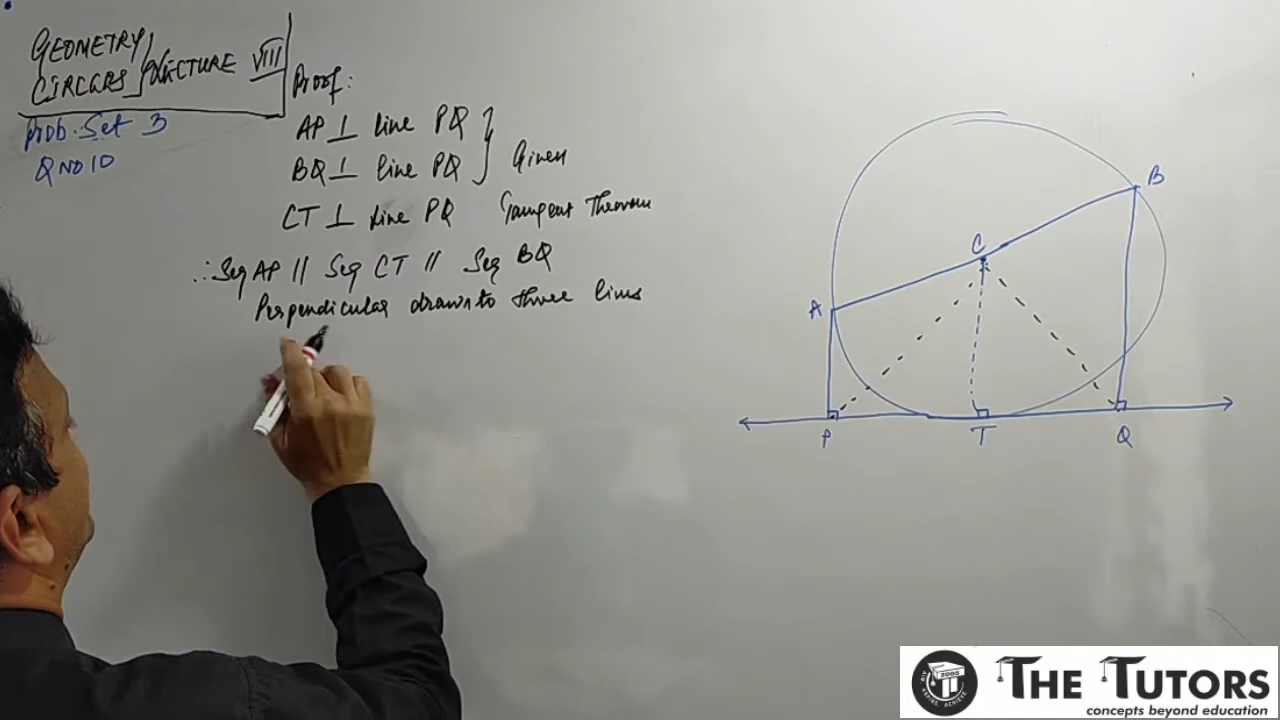 GEOMETRY
CIRCLES
LECTURE VIII
Prob. Set 3
Q NO 10
Proof:
AP ⊥ line PQ
BQ ⊥ line PQ } Given
CT ⊥ line PQ Tangent Theorem
∴ Seg AP // Seg CT // Seg BQ
Perpendicular drawn to three lines
B
C
A
P T Q
2005
THE TUTORS
concepts beyond education